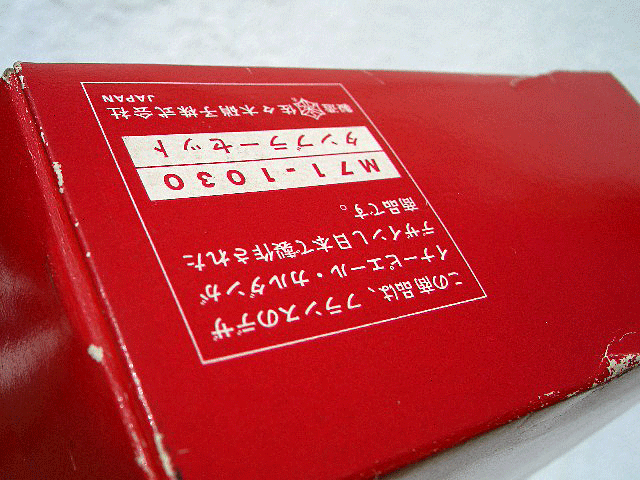 この商品は、フランスのデザ
イナーピエール・カルダンが
デザインし日本で製作された
商品です。
M71-1030
タンブラーセット
製造 佐々木硝子株式会社
JAPAN